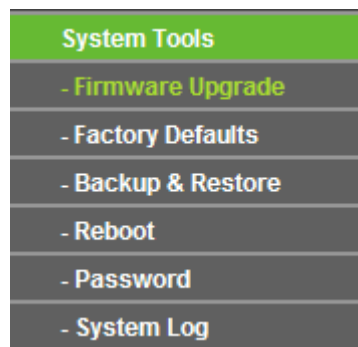 System Tools
- Firmware Upgrade
- Factory Defaults
- Backup & Restore
- Reboot
- Password
- System Log